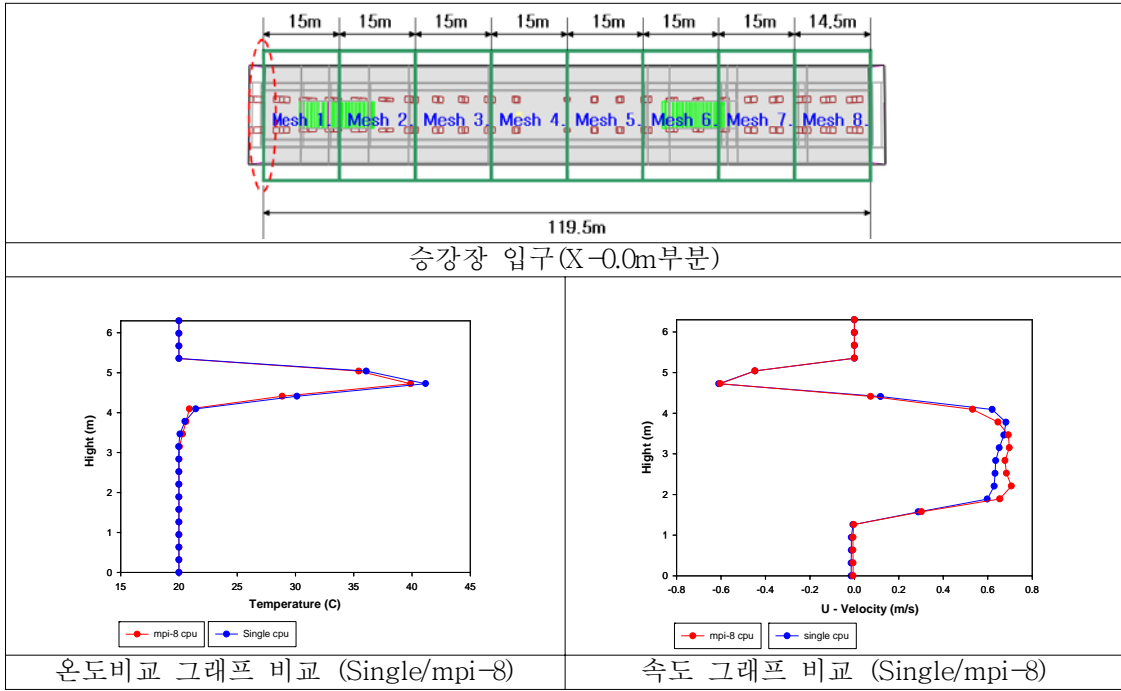 15m 15m 15m 15m 15m 15m 15m 14.5m
Mesh 1. Mesh 2. Mesh 3. Mesh 4. Mesh 5. Mesh 6. Mesh 7. Mesh 8.
119.5m
승강장 입구(X-0.0m부분)
6
5
4
3
2
1
0
Hight (m)
15 20 25 30 35 40 45
Temperature (C)
mpi-8 cpu Single cpu
온도비교 그래프 비교 (Single/mpi-8)
6
5
4
3
2
1
0
Hight (m)
-0.8 -0.6 -0.4 -0.2 0.0 0.2 0.4 0.6 0.8
U - Velocity (m/s)
mpi-8 cpu single cpu
속도 그래프 비교 (Single/mpi-8)